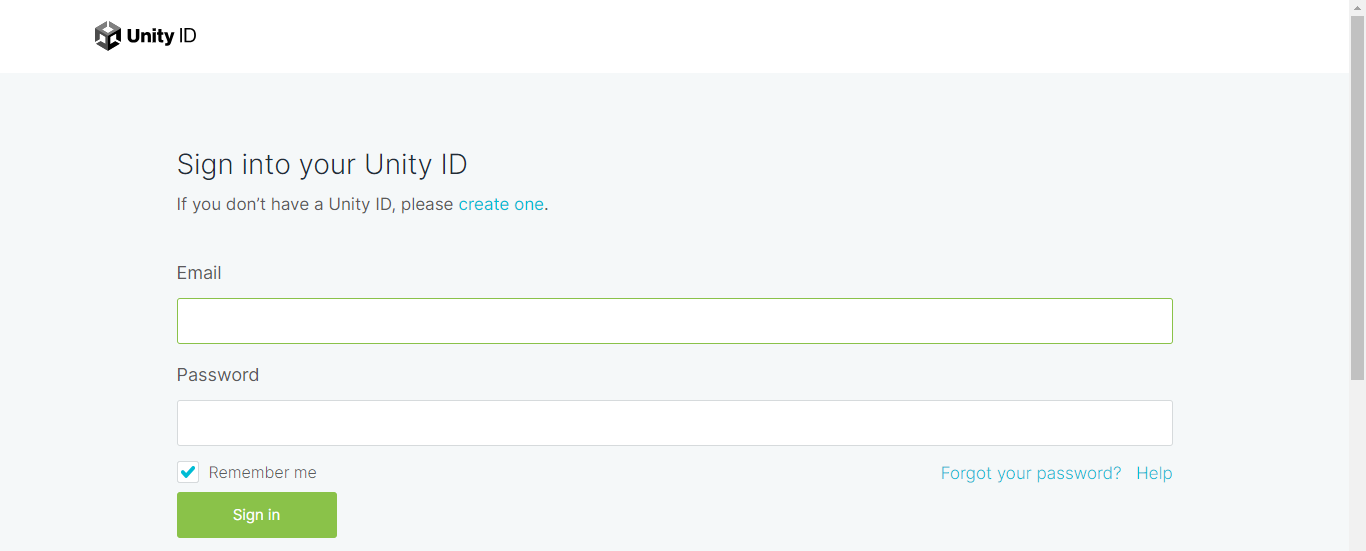 Unity ID
Sign into your Unity ID
If you don’t have a Unity ID, please create one.
Email
Password
Remember me
Forgot your password? Help
Sign in